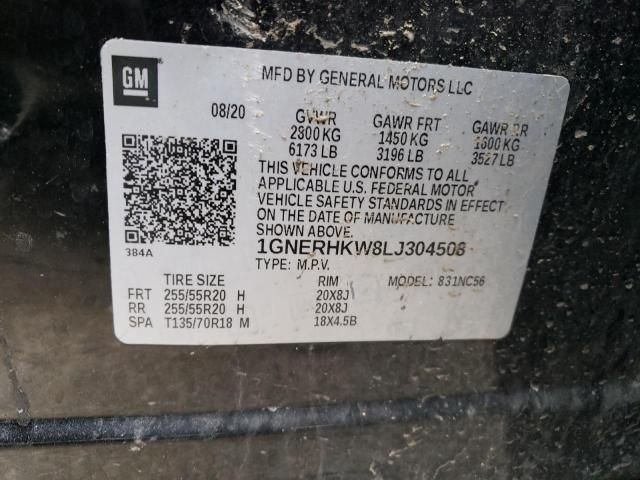 GM
MFD BY GENERAL MOTORS LLC
08/20 GVWR GAWR FRT GAWR RR
2800 KG 1450 KG 1600 KG
6173 LB 3196 LB 3527 LB
THIS VEHICLE CONFORMS TO ALL
APPLICABLE U.S. FEDERAL MOTOR
VEHICLE SAFETY STANDARDS IN EFFECT
ON THE DATE OF MANUFACTURE
SHOWN ABOVE.
384A
1GNERHKW8LJ304508
TYPE: M.P.V.
TIRE SIZE RIM MODEL: 831NC56
FRT 255/55R20 H 20X8J
RR 255/55R20 H 20X8J
SPA T135/70R18 M 18X4.5B